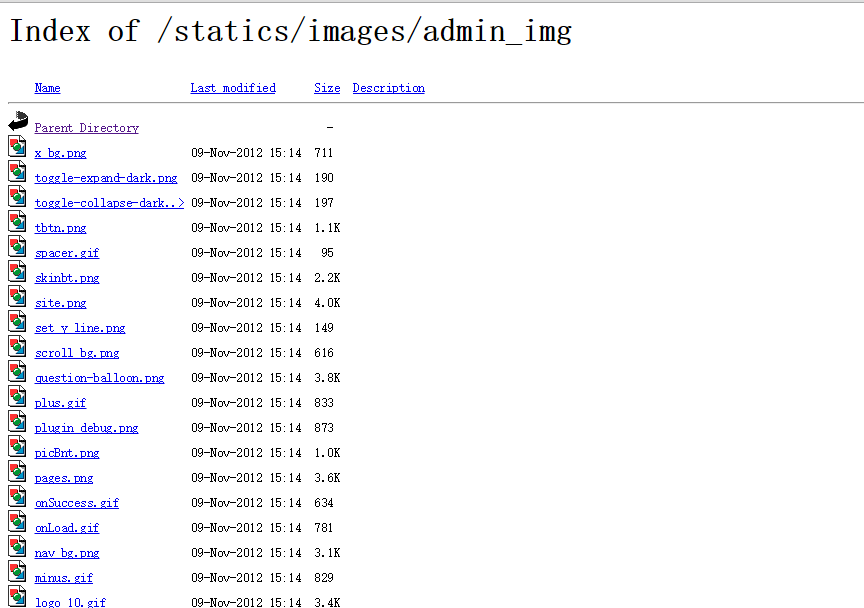 Index of /statics/images/admin_img
Name Last modified Size Description
Parent Directory -
x_bg.png 09-Nov-2012 15:14 711
toggle-expand-dark.png 09-Nov-2012 15:14 190
toggle-collapse-dark..> 09-Nov-2012 15:14 197
tbtn.png 09-Nov-2012 15:14 1.1K
spacer.gif 09-Nov-2012 15:14 95
skinbt.png 09-Nov-2012 15:14 2.2K
site.png 09-Nov-2012 15:14 4.0K
set_y_line.png 09-Nov-2012 15:14 149
scroll_bg.png 09-Nov-2012 15:14 616
question-balloon.png 09-Nov-2012 15:14 3.8K
plus.gif 09-Nov-2012 15:14 833
plugin_debug.png 09-Nov-2012 15:14 873
picBnt.png 09-Nov-2012 15:14 1.0K
pages.png 09-Nov-2012 15:14 3.6K
onSuccess.gif 09-Nov-2012 15:14 634
onLoad.gif 09-Nov-2012 15:14 781
nav_bg.png 09-Nov-2012 15:14 3.1K
minus.gif 09-Nov-2012 15:14 829
logo_10.gif 09-Nov-2012 15:14 3.4K